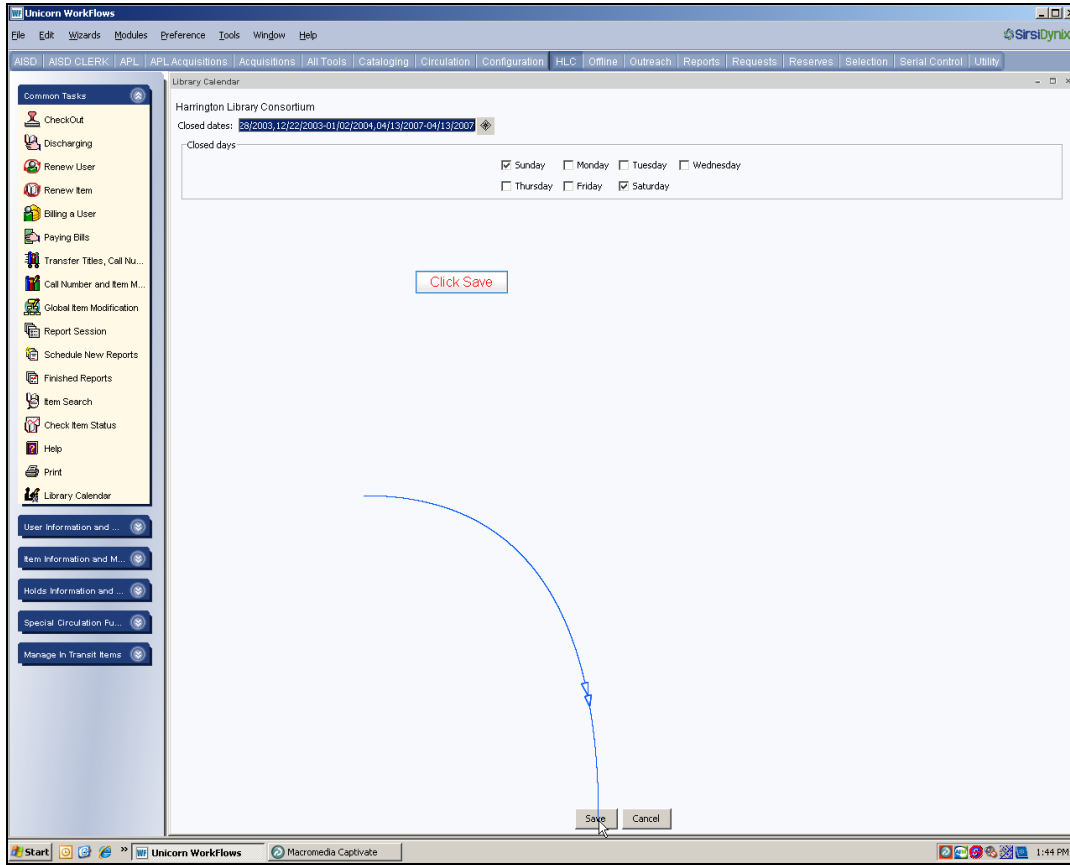 Unicorn WorkFlows
File Edit Wizards Modules Preference Tools Window Help
SirsiDynix
AISD AISD CLERK APL APL Acquisitions Acquisitions All Tools Cataloging Circulation Configuration HLC Offline Outreach Reports Requests Reserves Selection Serial Control Utility
Common Tasks
CheckOut
Discharging
Renew User
Renew Item
Billing a User
Paying Bills
Transfer Titles, Call Nu...
Call Number and Item M...
Global Item Modification
Report Session
Schedule New Reports
Finished Reports
Item Search
Check Item Status
Help
Print
Library Calendar
User Information and ...
Item Information and M...
Holds Information and ...
Special Circulation Fu...
Manage In Transit Items
Library Calendar
Harrington Library Consortium
Closed dates: 28/2003,12/22/2003-01/02/2004,04/13/2007-04/13/2007
Closed days
Sunday Monday Tuesday Wednesday
Thursday Friday Saturday
Click Save
Save Cancel
Start Unicorn WorkFlows Macromedia Captivate 1:44 PM